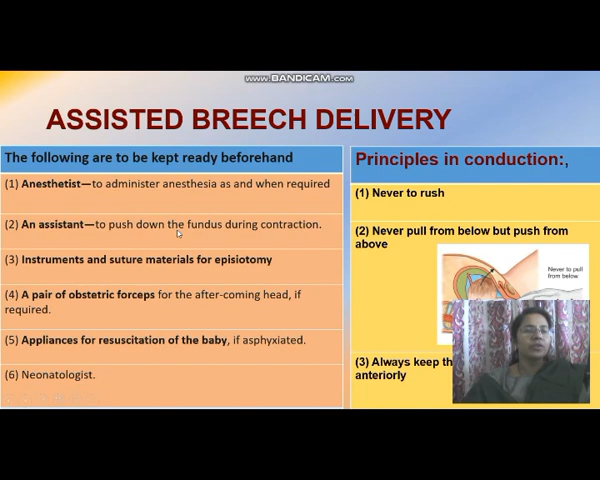 WWW.BANDICAM.COM
ASSISTED BREECH DELIVERY
The following are to be kept ready beforehand
(1) Anesthetist—to administer anesthesia as and when required
(2) An assistant—to push down the fundus during contraction.
(3) Instruments and suture materials for episiotomy
(4) A pair of obstetric forceps for the after-coming head, if
required.
(5) Appliances for resuscitation of the baby, if asphyxiated.
(6) Neonatologist.
Principles in conduction:,
(1) Never to rush
(2) Never pull from below but push from
above
Never to pull
from below
(3) Always keep th
anteriorly